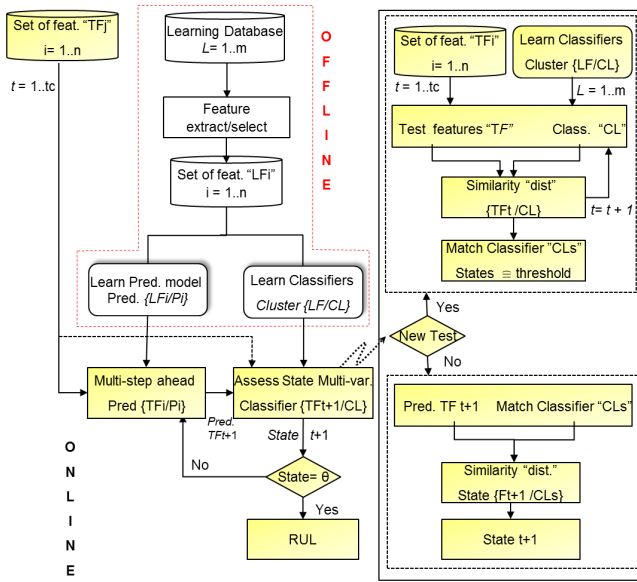 Set of feat. “TFj”
i= 1..n
t = 1..tc
Learning Database
L= 1..m
Feature
extract/select
Set of feat. “LFi”
i = 1..n
OFFLINE
Learn Pred. model
Pred. {LFi/Pi}
Learn Classifiers
Cluster {LF/CL}
Multi-step ahead
Pred {TFi/Pi}
Pred.
TFt+1
Assess State Multi-var.
Classifier {TFt+1/CL}
State t+1
No
State= θ
Yes
RUL
ONLINE
Set of feat. “TFi”
i= 1..n
t = 1..tc
Learn Classifiers
Cluster {LF/CL}
L = 1..m
Test features “TF” Class. “CL”
Similarity “dist”
{TFt /CL}
t= t + 1
Match Classifier “CLs”
States ≅ threshold
Yes
New Test
No
Pred. TF t+1 Match Classifier “CLs”
Similarity “dist.”
State {Ft+1 /CLs}
State t+1